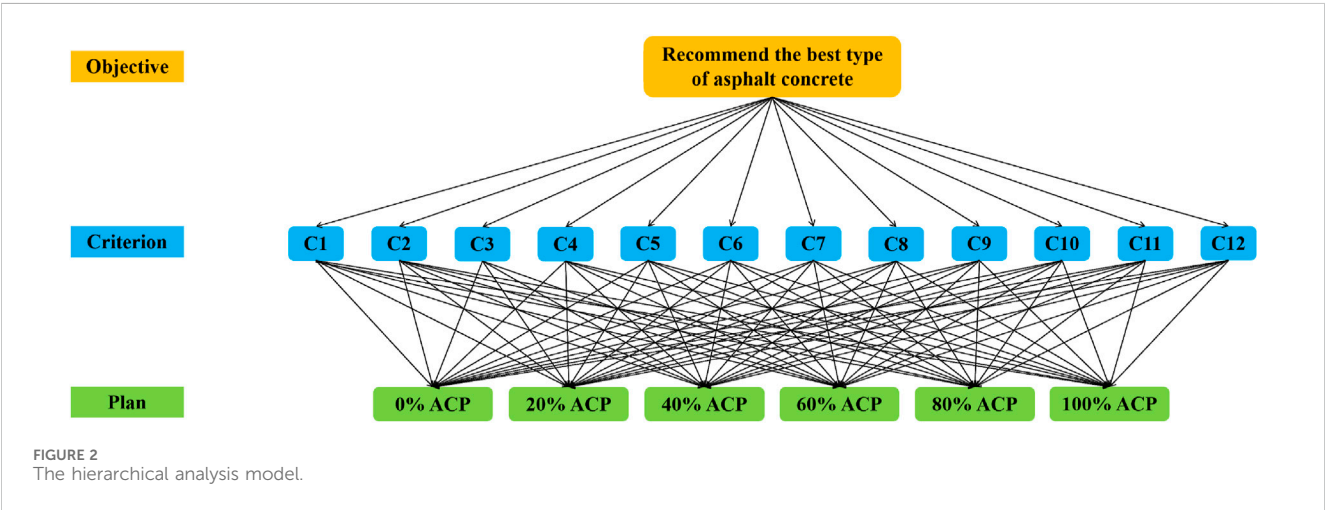 Objective
Recommend the best type
of asphalt concrete
Criterion
C1 C2 C3 C4 C5 C6 C7 C8 C9 C10 C11 C12
Plan
0% ACP 20% ACP 40% ACP 60% ACP 80% ACP 100% ACP
FIGURE 2
The hierarchical analysis model.